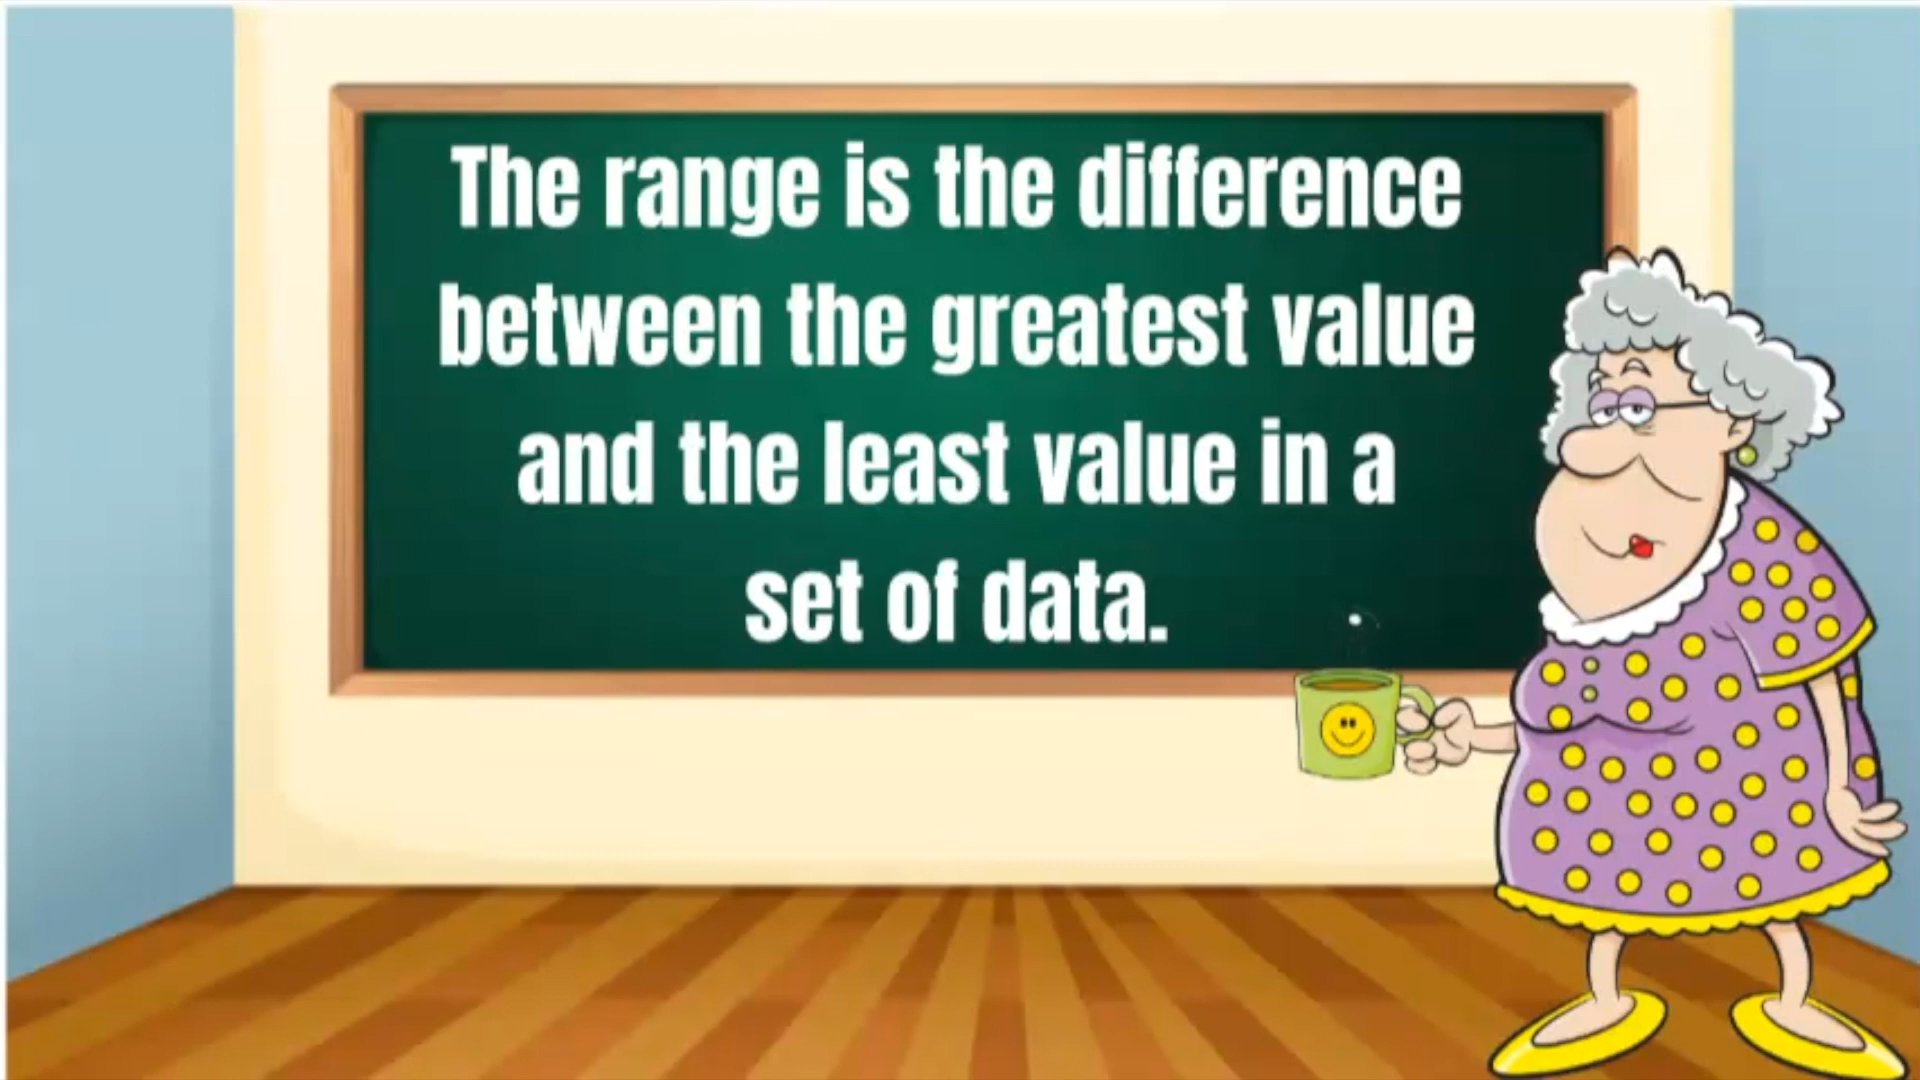 The range is the difference
between the greatest value
and the least value in a
set of data.